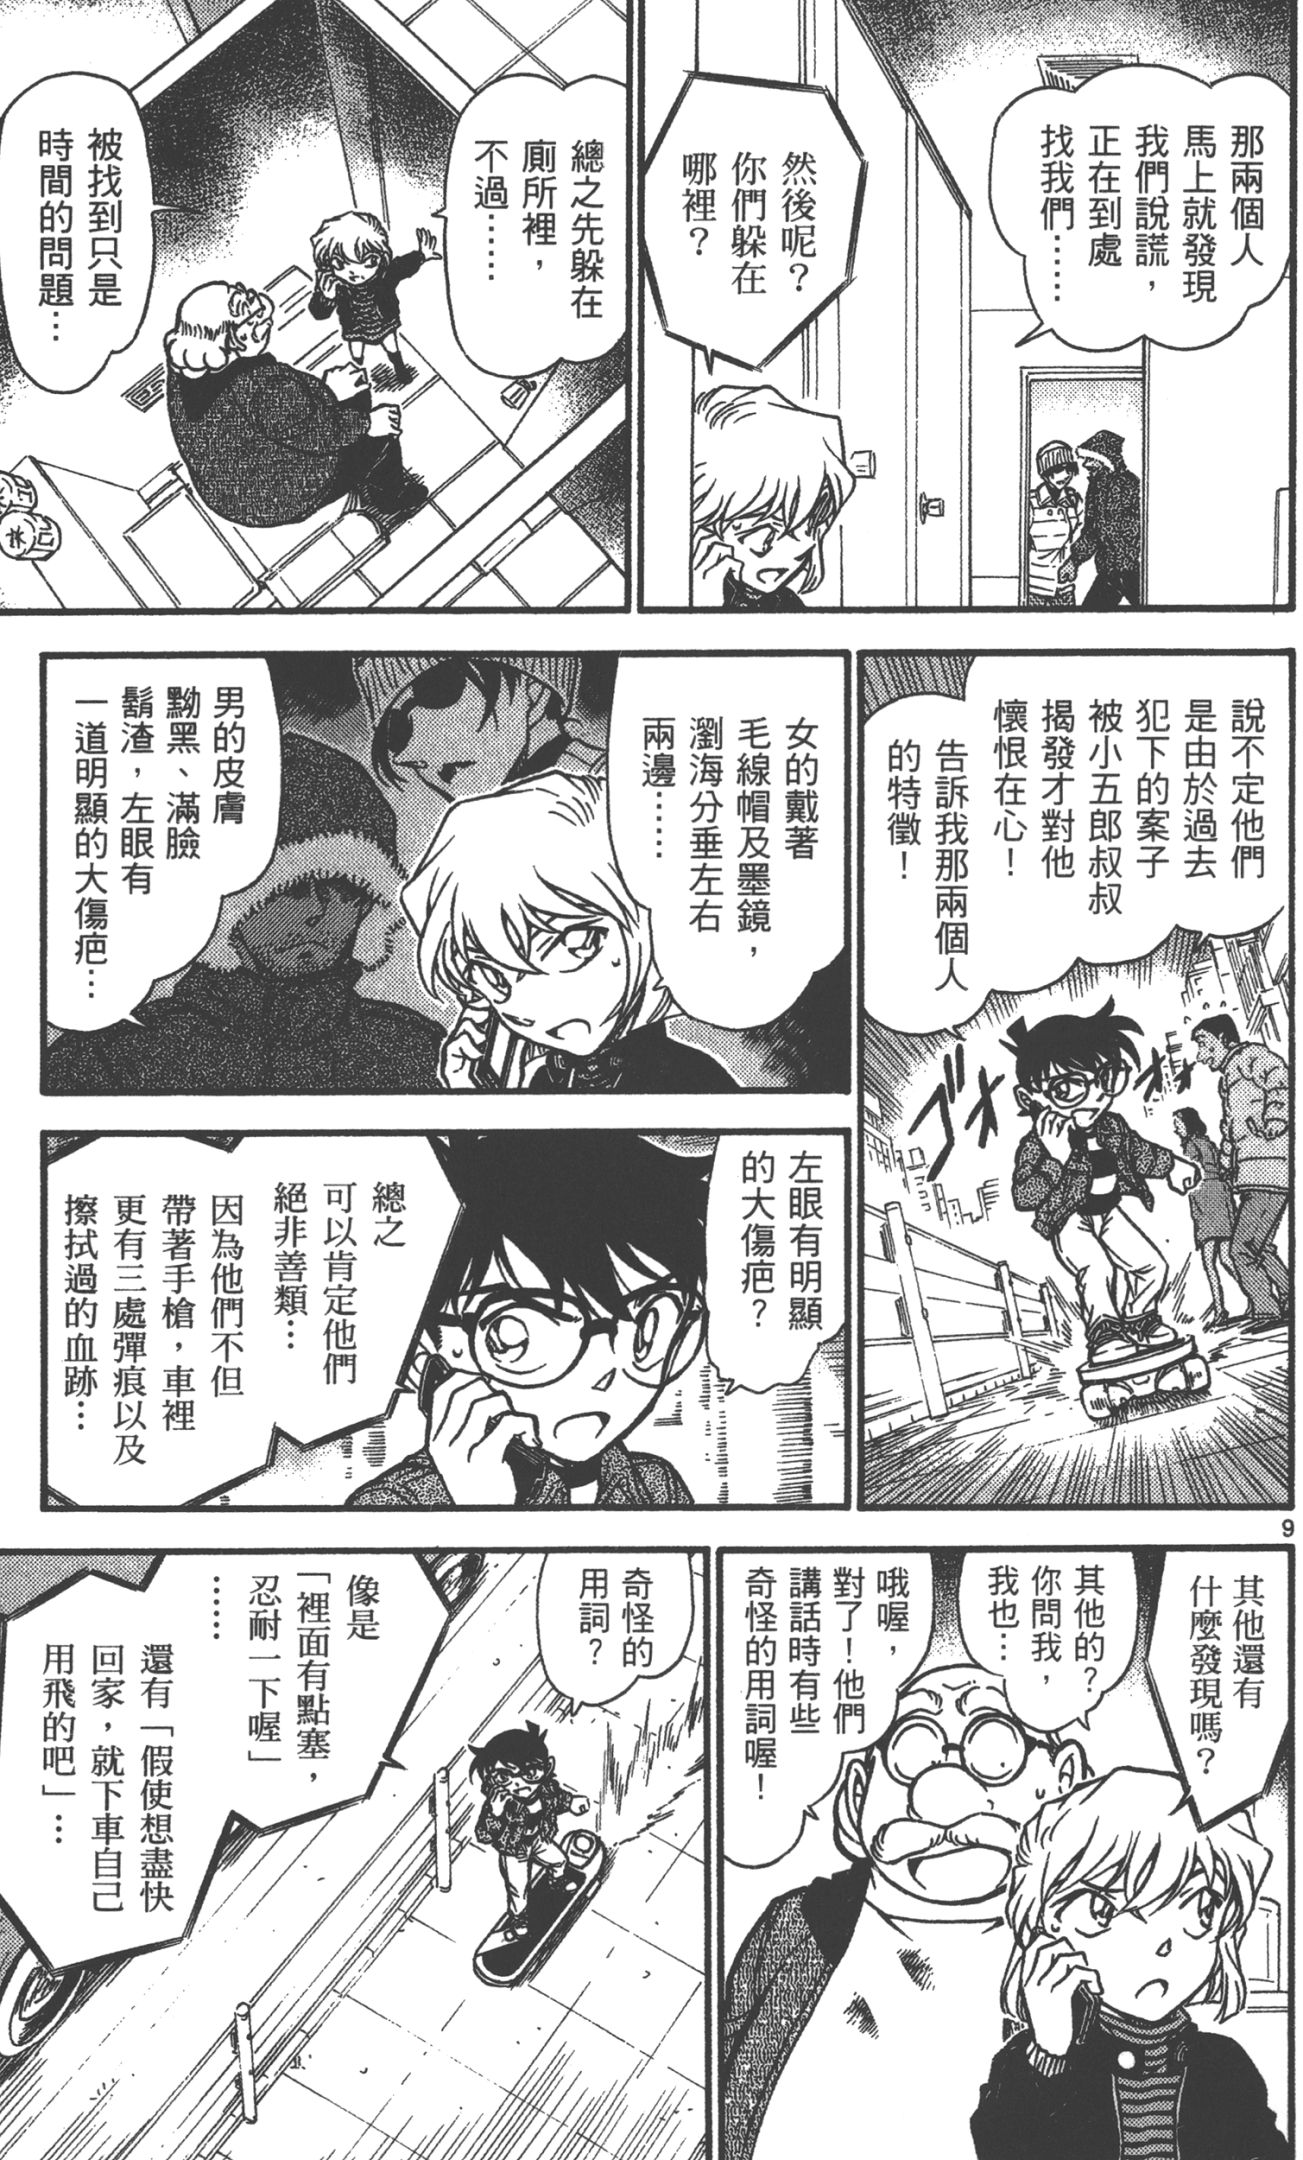 那兩個人
馬上就發現
我們說謊，
正在到處
找我們……
然後呢？
你們躲在
哪裡？
總之先躲在
廁所裡，
不過……
被找到只是
時間的問題…
說不定他們
是由於過去
犯下的案子
被小五郎叔叔
揭發才對他
懷恨在心！
告訴我那兩個人
的特徵！
ゴオオ
女的戴著
毛線帽及墨鏡，
瀏海分垂左右
兩邊……
男的皮膚
黝黑、滿臉
鬍渣，左眼有
一道明顯的大傷疤…
左眼有明顯
的大傷疤？
總之
可以肯定他們
絕非善類…
因為他們不但
帶著手槍，車裡
更有三處彈痕以及
擦拭過的血跡…
9
其他還有
什麼發現嗎？
其他的？
你問我，
我也…
哦喔，
對了！他們
講話時有些
奇怪的用詞喔！
奇怪的
用詞？
像是
「裡面有點塞，
忍耐一下喔」
……
還有「假使想盡快
回家，就下車自己
用飛的吧」…